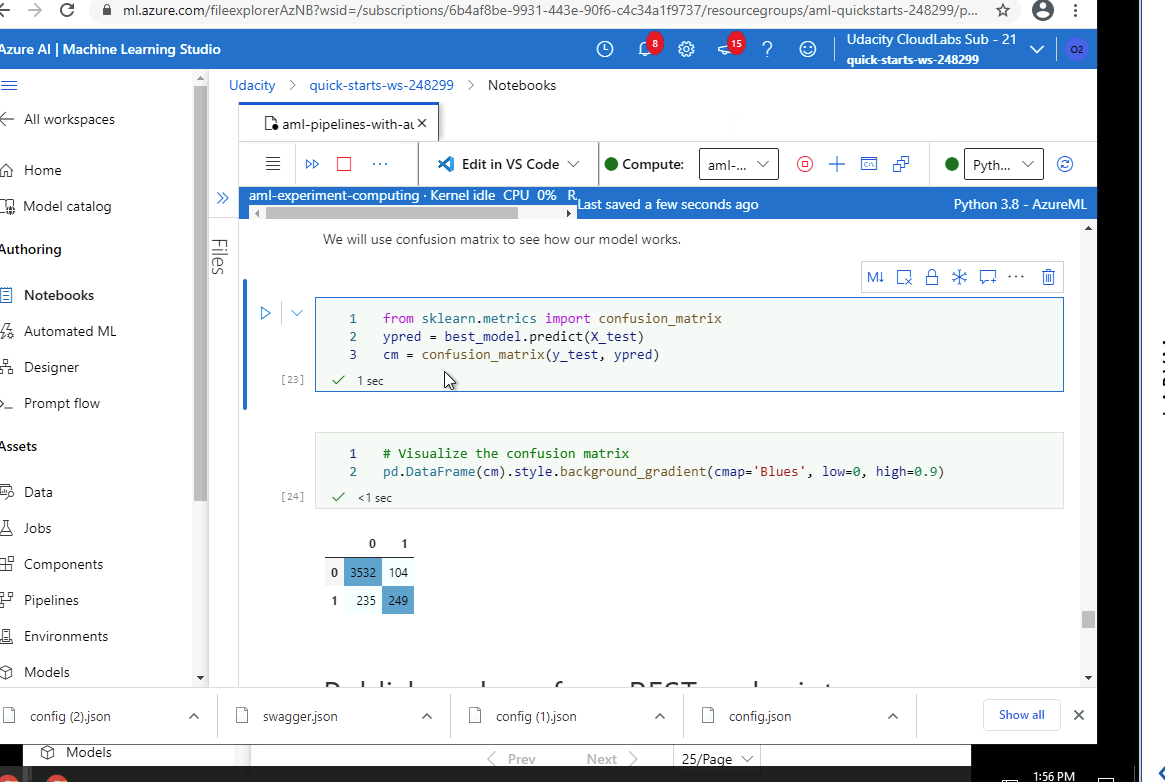 ml.azure.com/fileexplorerAzNB?wsid=/subscriptions/6b4af8be-9931-443e-90f6-c4c34a1f9737/resourcegroups/aml-quickstarts-248299/p...
Azure AI | Machine Learning Studio
8
15
Udacity CloudLabs Sub - 21
quick-starts-ws-248299
O2
All workspaces
Home
Model catalog
Authoring
Notebooks
Automated ML
Designer
Prompt flow
Assets
Data
Jobs
Components
Pipelines
Environments
Models
Files
Udacity > quick-starts-ws-248299 > Notebooks
aml-pipelines-with-au
Edit in VS Code
Compute:
aml-...
Pyth...
aml-experiment-computing · Kernel idle CPU 0% R
Last saved a few seconds ago
Python 3.8 - AzureML
We will use confusion matrix to see how our model works.
M↓
1 from sklearn.metrics import confusion_matrix
2 ypred = best_model.predict(X_test)
3 cm = confusion_matrix(y_test, ypred)
[23]
1 sec
1 # Visualize the confusion matrix
2 pd.DataFrame(cm).style.background_gradient(cmap='Blues', low=0, high=0.9)
[24]
<1 sec
0 1
0 3532 104
1 235 249
config (2).json
swagger.json
config (1).json
config.json
Show all
Models
Prev
Next
25/Page
1:56 PM